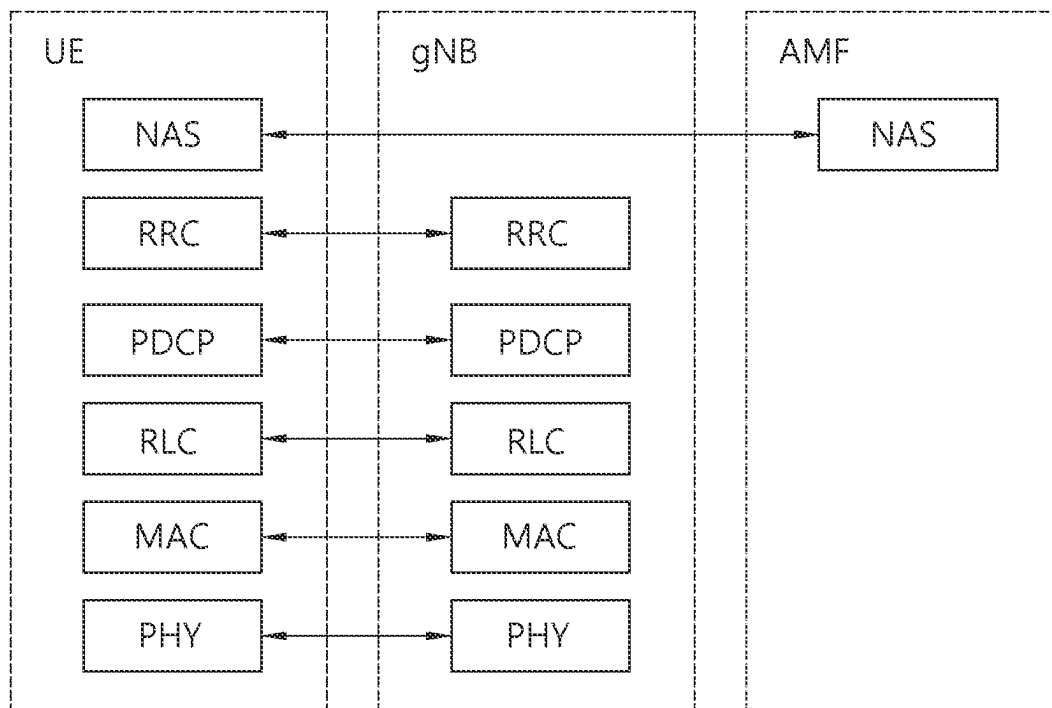 UE gNB AMF
NAS NAS
RRC RRC
PDCP PDCP
RLC RLC
MAC MAC
PHY PHY